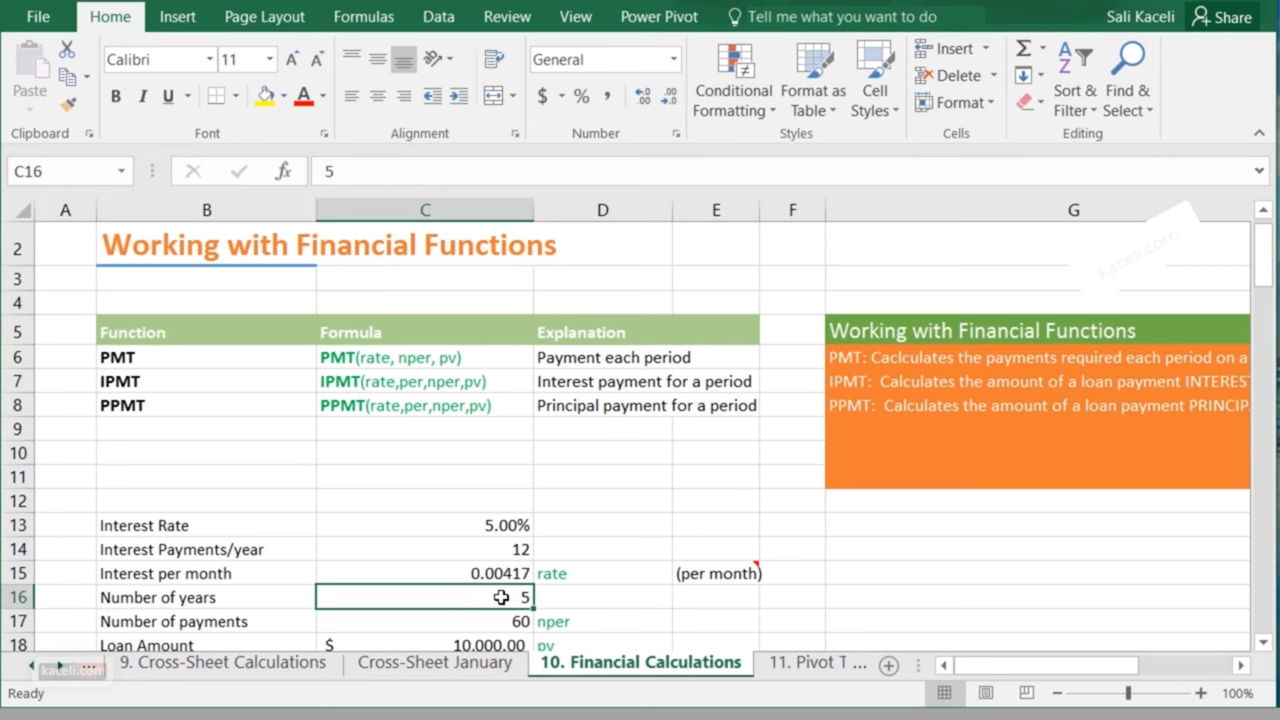 File Home Insert Page Layout Formulas Data Review View Power Pivot Tell me what you want to do Sali Kaceli Share
Paste Calibri 11 A A General Conditional Formatting Format as Table Cell Styles Insert Delete Format Sort & Filter Find & Select
B I U A $ % ,
Clipboard Font Alignment Number Styles Cells Editing
C16 fx 5
A B C D E F G
2 Working with Financial Functions
kaceli.com
3
4
5 Function Formula Explanation Working with Financial Functions
6 PMT PMT(rate, nper, pv) Payment each period PMT: Caclculates the payments required each period on a
7 IPMT IPMT(rate,per,nper,pv) Interest payment for a period IPMT: Calculates the amount of a loan payment INTEREST
8 PPMT PPMT(rate,per,nper,pv) Principal payment for a period PPMT: Calculates the amount of a loan payment PRINCIP
9
10
11
12
13 Interest Rate 5.00%
14 Interest Payments/year 12
15 Interest per month 0.00417 rate (per month)
16 Number of years 5
17 Number of payments 60 nper
18 Loan Amount $ 10,000.00 pv
... 9. Cross-Sheet Calculations Cross-Sheet January 10. Financial Calculations 11. Pivot T ...
kaceli.com
Ready 100%